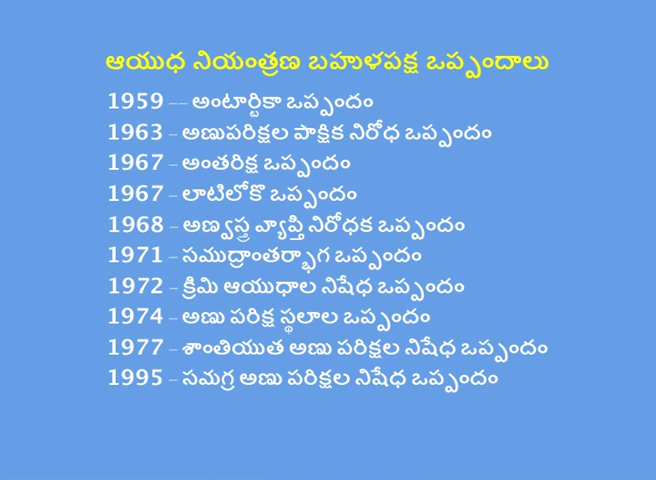 ఆయుధ నియంత్రణ బహుళపక్ష ఒప్పందాలు
1959 –– అంటార్టికా ఒప్పందం
1963 – అణుపరిక్షల పాక్షిక నిరోధ ఒప్పందం
1967 – అంతరిక్ష ఒప్పందం
1967 – లాటిలోకొ ఒప్పందం
1968 – అణ్వస్త్ర వ్యాప్తి నిరోధక ఒప్పందం
1971 – సముద్రాంతర్భాగ ఒప్పందం
1972 – క్రిమి ఆయుధాల నిషేధ ఒప్పందం
1974 – అణు పరిక్ష స్థలాల ఒప్పందం
1977 – శాంతియుత అణు పరిక్షల నిషేధ ఒప్పందం
1995 – సమగ్ర అణు పరిక్షల నిషేధ ఒప్పందం